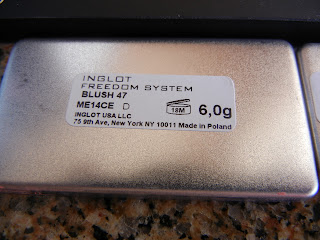 INGLOT
FREEDOM SYSTEM
BLUSH 47
ME14CE D
18M
6,0g
INGLOT USA LLC
75 9th Ave, New York NY 10011 Made in Poland